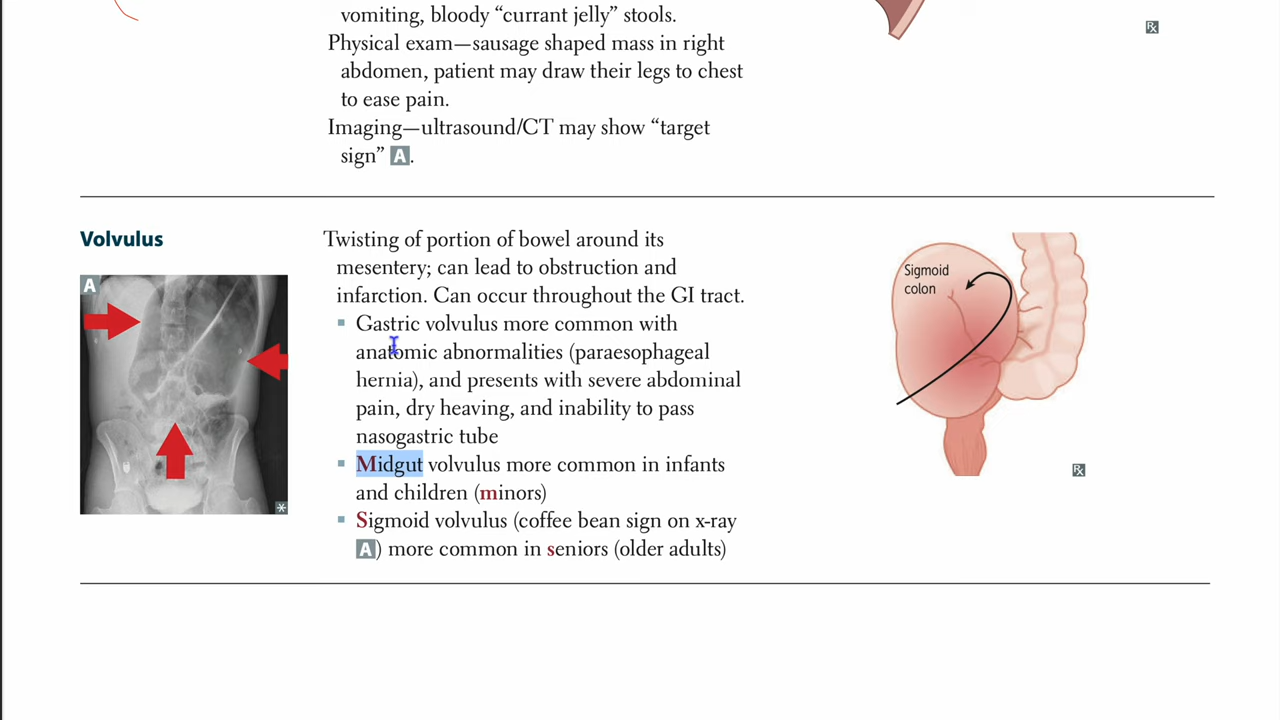 vomiting, bloody “currant jelly” stools.
Physical exam—sausage shaped mass in right
abdomen, patient may draw their legs to chest
to ease pain.
Imaging—ultrasound/CT may show “target
sign” A.
Volvulus
A
Twisting of portion of bowel around its
mesentery; can lead to obstruction and
infarction. Can occur throughout the GI tract.
Gastric volvulus more common with
anatomic abnormalities (paraesophageal
hernia), and presents with severe abdominal
pain, dry heaving, and inability to pass
nasogastric tube
Midgut volvulus more common in infants
and children (minors)
Sigmoid volvulus (coffee bean sign on x-ray
A) more common in seniors (older adults)
Sigmoid
colon
℞
℞